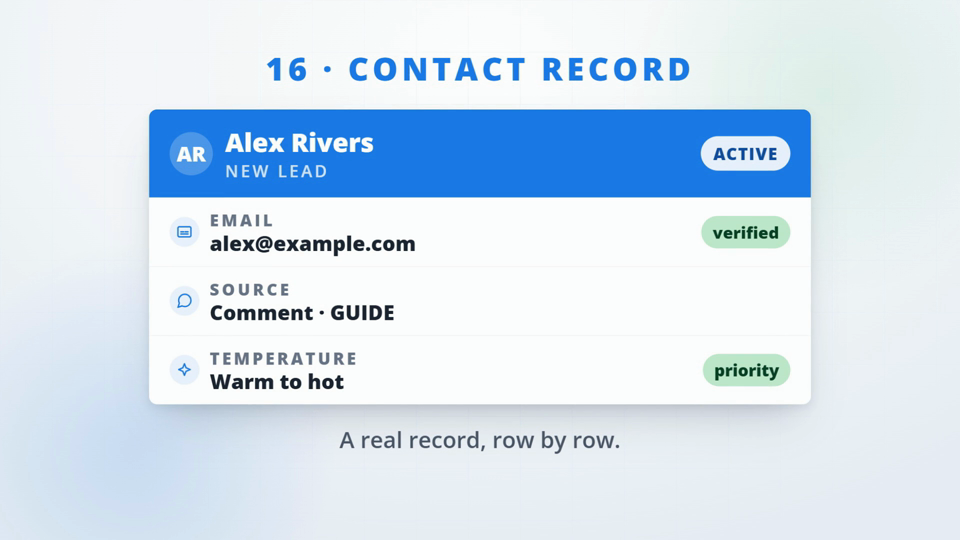 16 · CONTACT RECORD
AR
Alex Rivers
NEW LEAD
ACTIVE
EMAIL
alex@example.com
verified
SOURCE
Comment · GUIDE
TEMPERATURE
Warm to hot
priority
A real record, row by row.